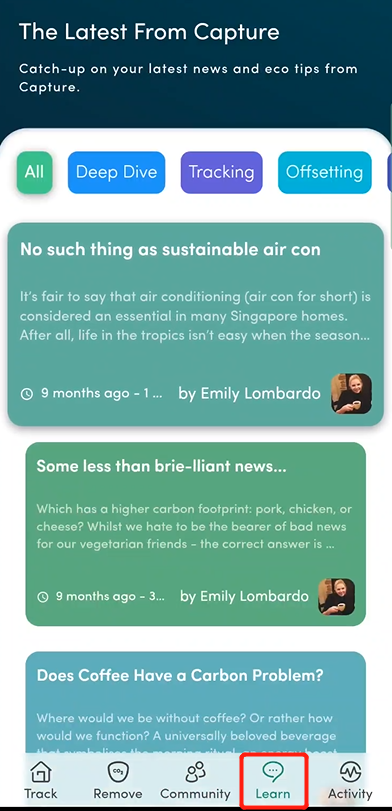 The Latest From Capture
Catch-up on your latest news and eco tips from
Capture.
All
Deep Dive
Tracking
Offsetting
No such thing as sustainable air con
It's fair to say that air conditioning (air con for short) is
considered an essential in many Singapore homes.
After all, life in the tropics isn't easy when the season...
9 months ago - 1 ...
by Emily Lombardo
Some less than brie-lliant news...
Which has a higher carbon footprint: pork, chicken, or
cheese? Whilst we hate to be the bearer of bad news
for our vegetarian friends - the correct answer is ...
9 months ago - 3...
by Emily Lombardo
Does Coffee Have a Carbon Problem?
Where would we be without coffee? Or rather how
would we function? A universally beloved beverage
that symbolises the morning ritual
CO₂
Track
Remove
Community
Learn
Activity